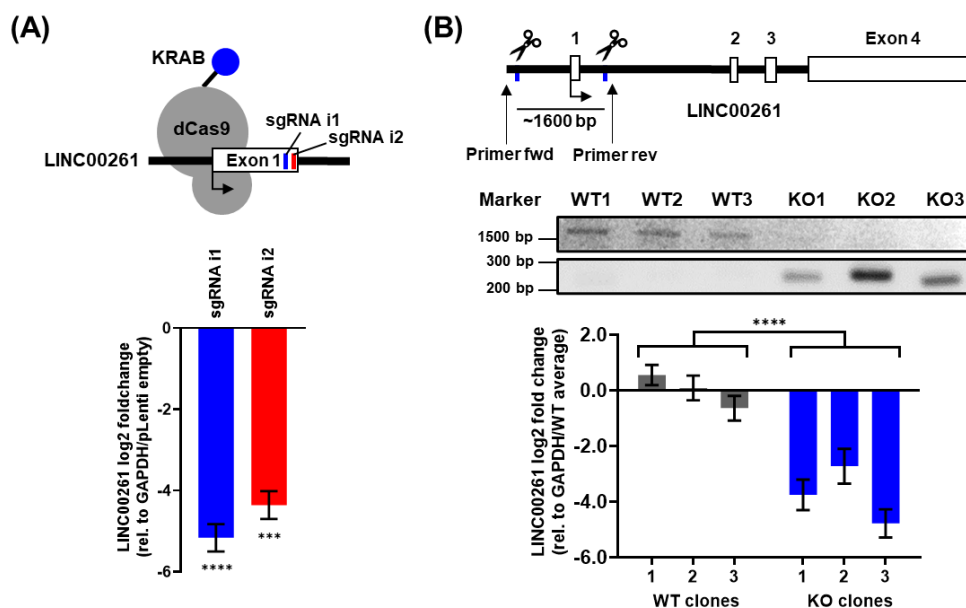 (A)
KRAB
dCas9
sgRNA i1
sgRNA i2
LINC00261
Exon 1
sgRNA i1
sgRNA i2
LINC00261 log2 foldchange
(rel. to GAPDH/pLenti empty)
0
-2
-4
-6
****
***
(B)
1
2
3
Exon 4
LINC00261
~1600 bp
Primer fwd
Primer rev
Marker
WT1
WT2
WT3
KO1
KO2
KO3
1500 bp
300 bp
200 bp
LINC00261 log2 fold change
(rel. to GAPDH/WT average)
2.0
0.0
-2.0
-4.0
-6.0
****
1
2
3
1
2
3
WT clones
KO clones